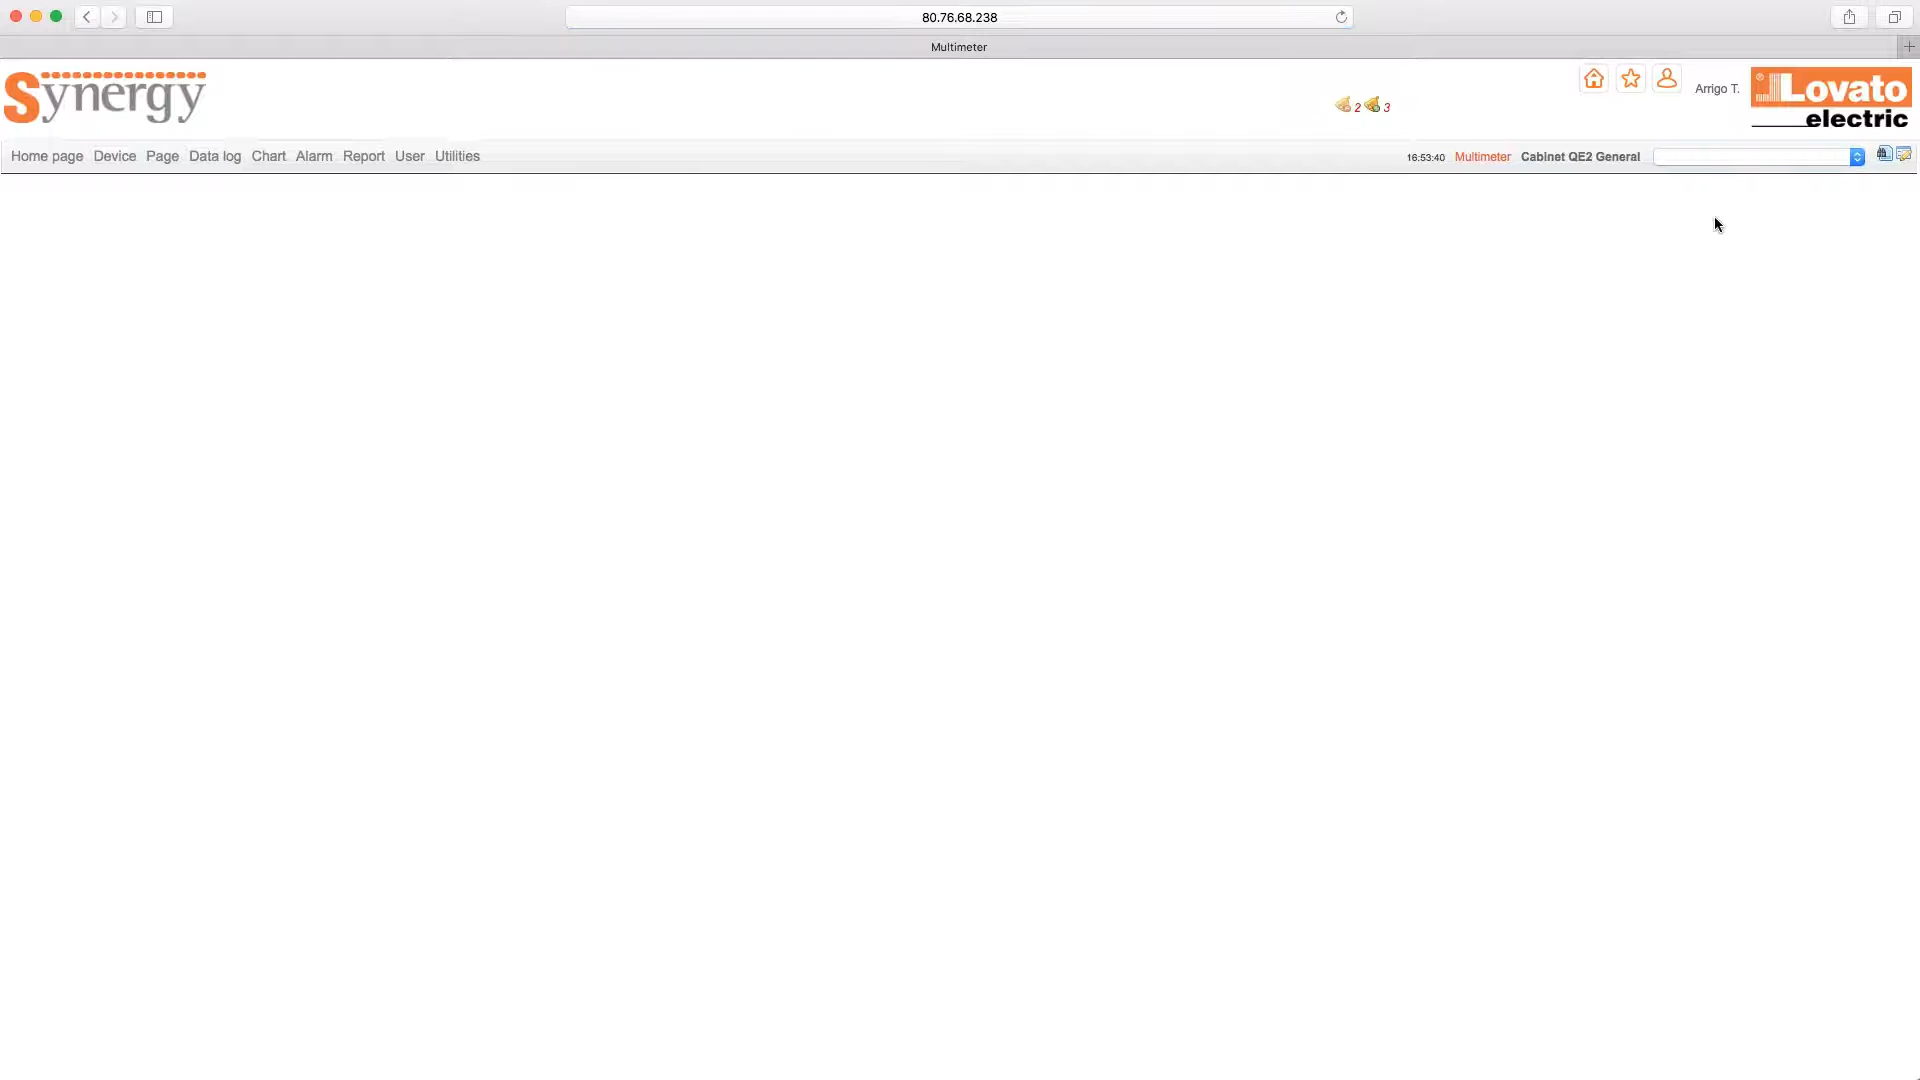 80.76.68.238
Multimeter
Synergy
2 3
Arrigo T.
Lovato
electric
Home page Device Page Data log Chart Alarm Report User Utilities
16:53:40 Multimeter Cabinet QE2 General